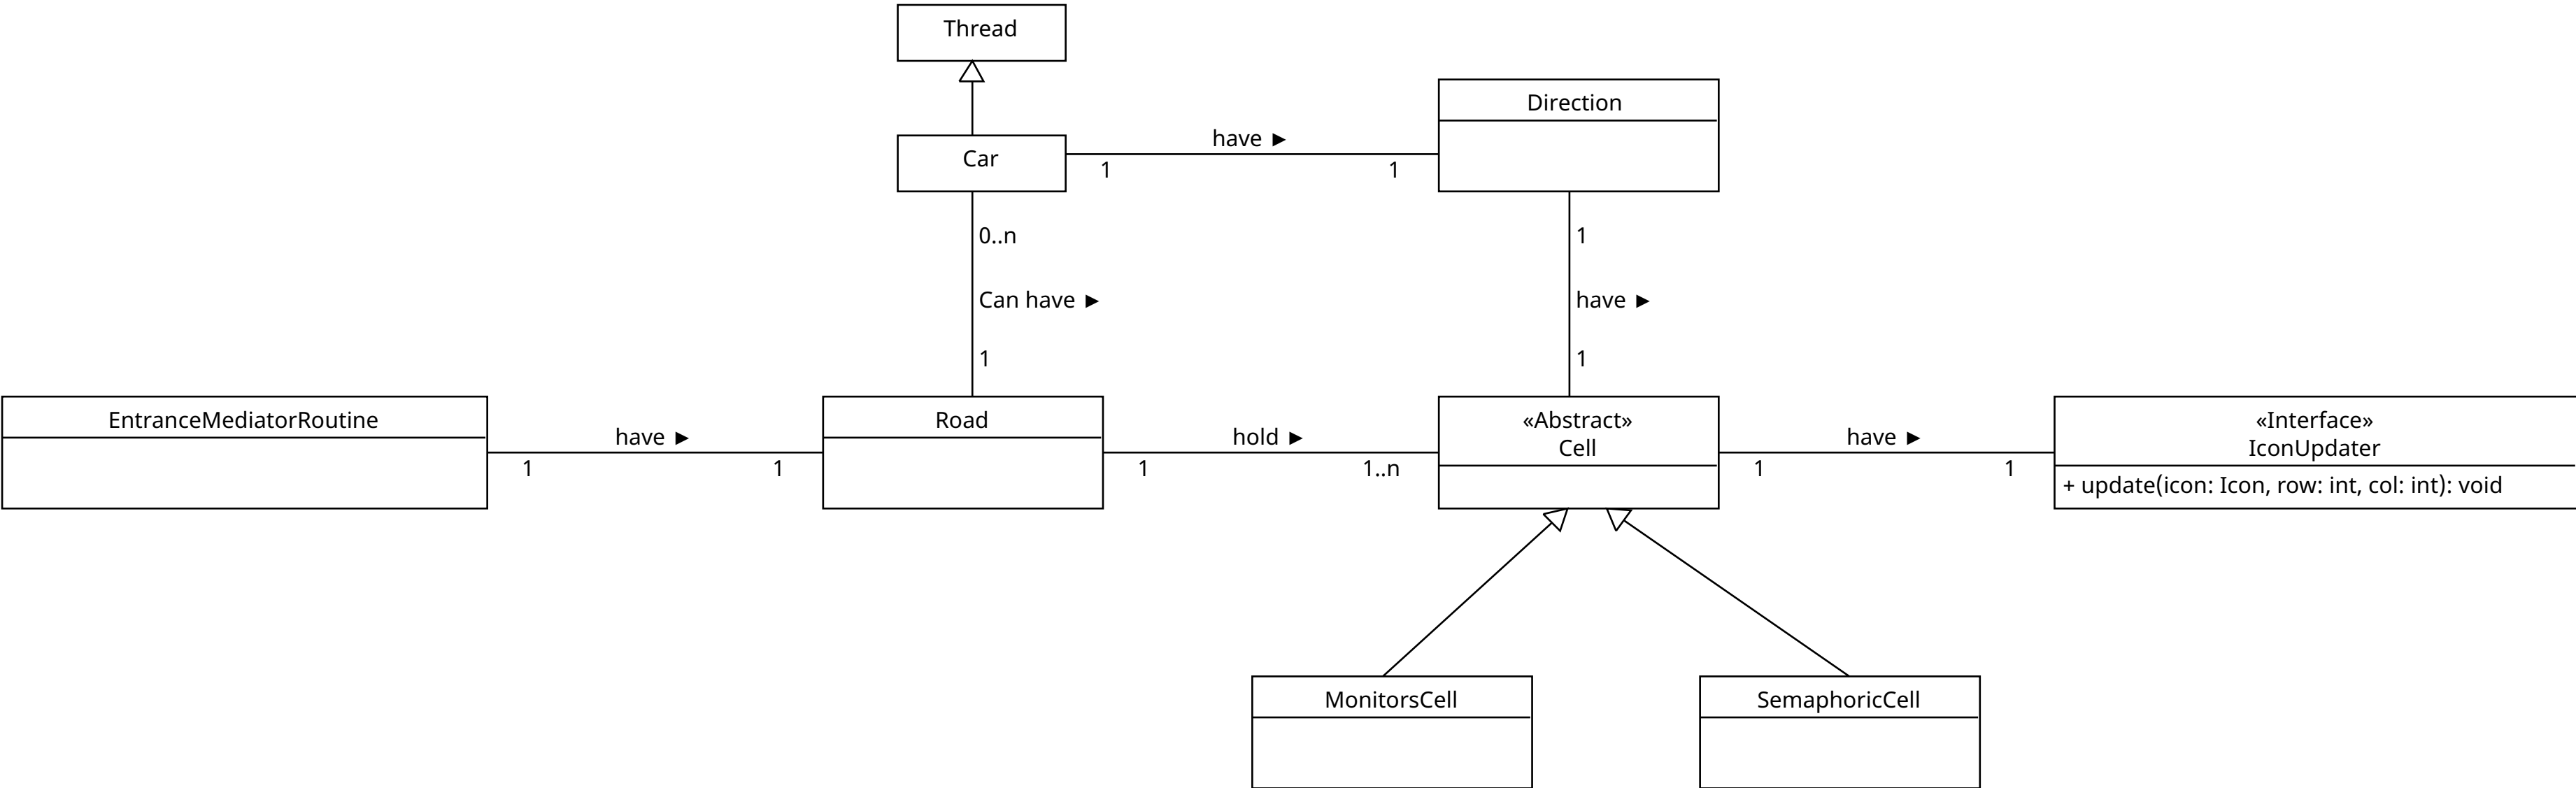 Thread
Direction
have ►
Car
1
1
0..n
1
Can have ►
have ►
1
1
EntranceMediatorRoutine
Road
«Abstract»
Cell
«Interface»
IconUpdater
have ►
hold ►
have ►
1
1
1
1..n
1
1
+ update(icon: Icon, row: int, col: int): void
MonitorsCell
SemaphoricCell